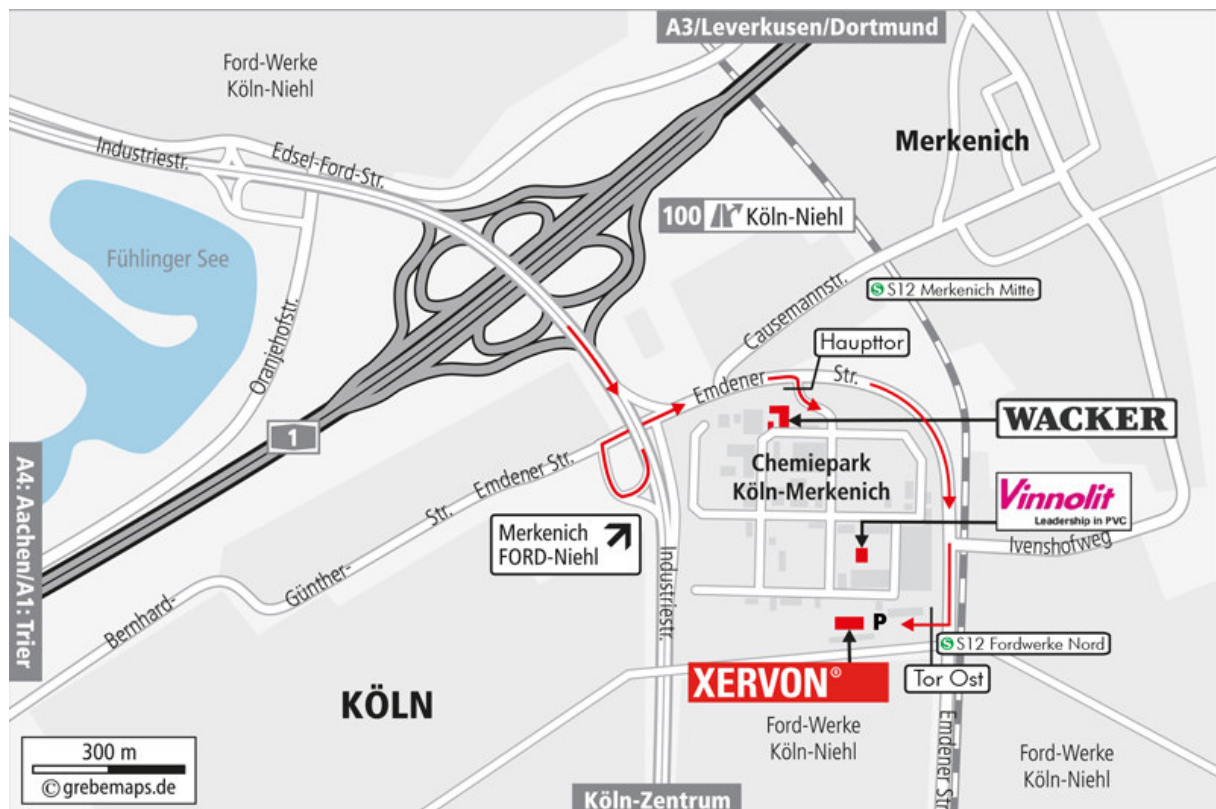 A3/Leverkusen/Dortmund
Ford-Werke
Köln-Niehl
Merkenich
Industriestr.
Edsel-Ford-Str.
100 Köln-Niehl
Fühlinger See
S S12 Merkenich Mitte
Oranjehofstr.
Causemannstr.
Haupttor
Emdener Str.
WACKER
1
Chemiepark
Köln-Merkenich
Vinnolit
Leadership in PVC
A4: Aachen/A1: Trier
Emdener Str.
Merkenich
FORD-Niehl
Ivenshofweg
Bernhard-Günther-Str.
Industriestr.
P
S S12 Fordwerke Nord
XERVON®
Tor Ost
KÖLN
Ford-Werke
Köln-Niehl
Emdener Str.
Ford-Werke
Köln-Niehl
300 m
© grebemaps.de
Köln-Zentrum